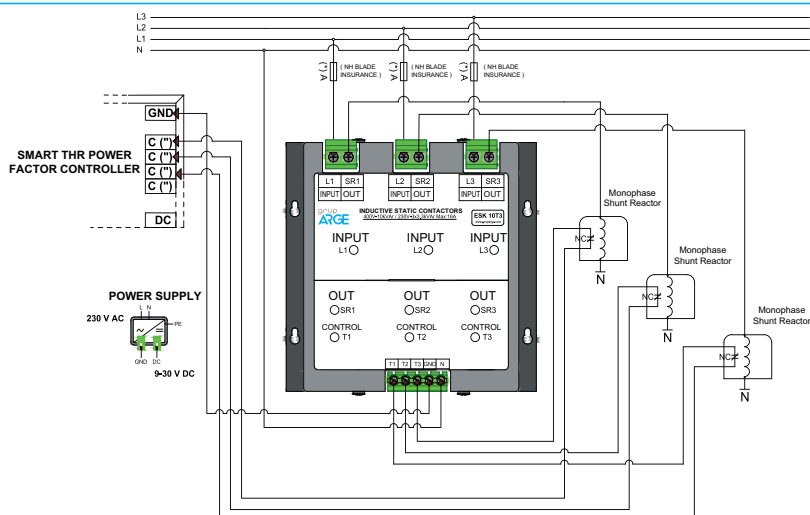 L3
L2
L1
N
(*) A
( NH BLADE
INSURANCE )
(*) A
( NH BLADE
INSURANCE )
(*) A
( NH BLADE
INSURANCE )
GND
C (")
C (")
C (")
C (")
DC
SMART THR POWER
FACTOR CONTROLLER
L1 SR1 L2 SR2 L3 SR3
INPUT OUT INPUT OUT INPUT OUT
grup
ARGE
INDUCTIVE STATIC CONTACTORS
ESK 10T3
INPUT INPUT INPUT
L1 L2 L3
OUT OUT OUT
SR1 SR2 SR3
CONTROL CONTROL CONTROL
T1 T2 T3
T1 T2 T3 GND N
POWER SUPPLY
L N
230 V AC
PE
GND DC
9-30 V DC
Monophase
Shunt Reactor
NC
N
Monophase
Shunt Reactor
NC
N
Monophase
Shunt Reactor
NC
N